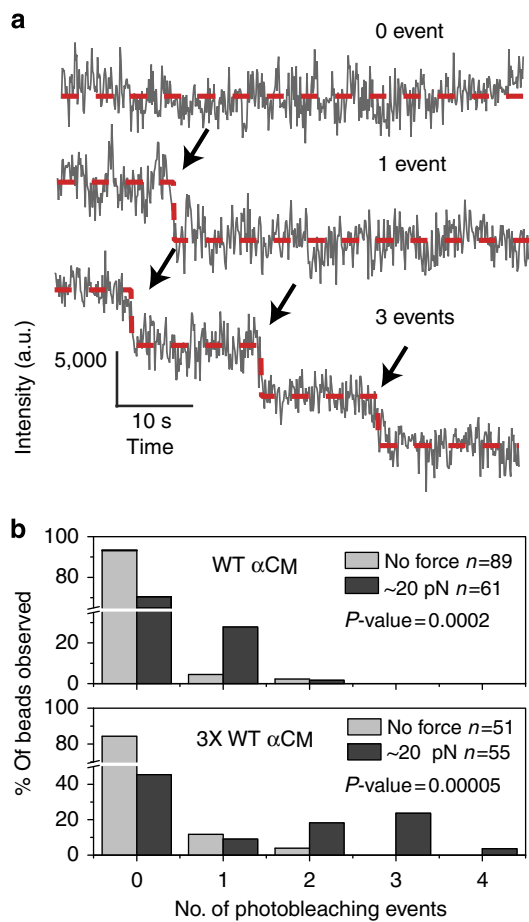 a
0 event
1 event
3 events
Intensity (a.u.)
5,000
10 s
Time
b
% Of beads observed
100
80
20
0
WT αCM
No force n=89
~20 pN n=61
P-value=0.0002
100
80
40
20
0
3X WT αCM
No force n=51
~20 pN n=55
P-value=0.00005
0 1 2 3 4
No. of photobleaching events